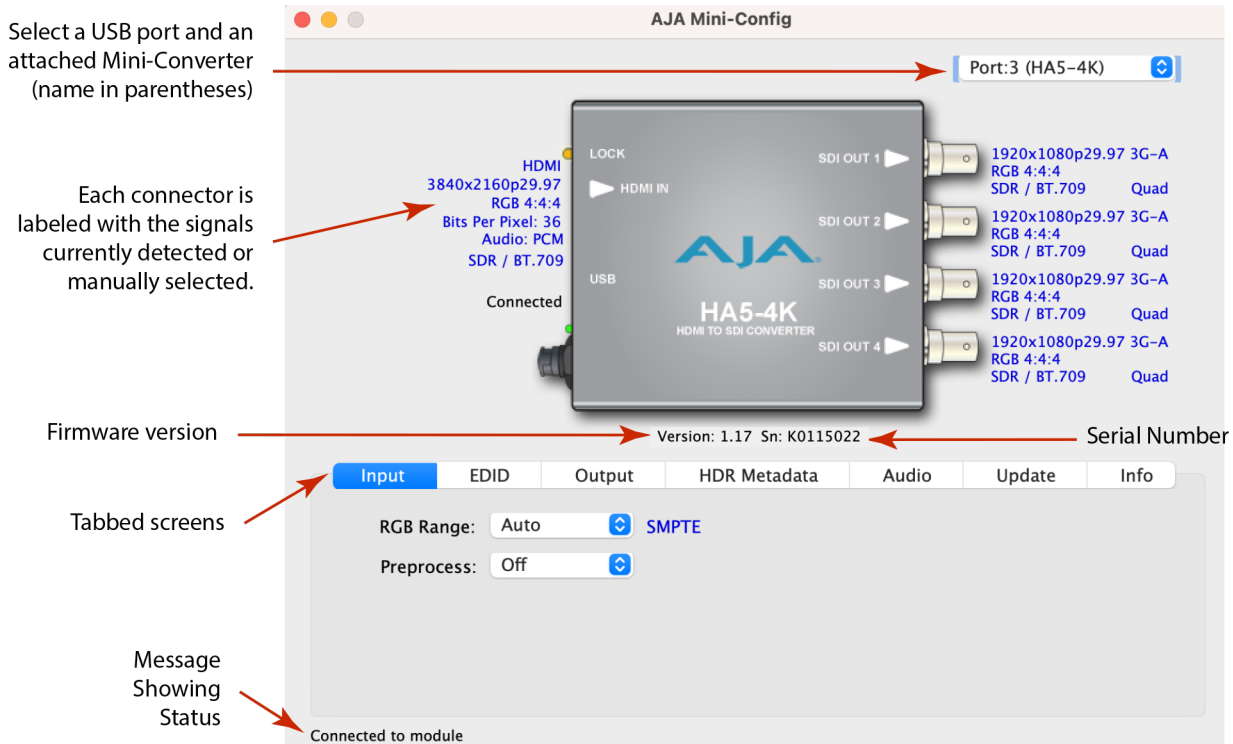 AJA Mini-Config
Select a USB port and an
attached Mini-Converter
(name in parentheses)
Port:3 (HA5-4K)
Each connector is
labeled with the signals
currently detected or
manually selected.
HDMI
3840x2160p29.97
RGB 4:4:4
Bits Per Pixel: 36
Audio: PCM
SDR / BT.709
Connected
LOCK
HDMI IN
USB
AJA
HA5-4K
HDMI TO SDI CONVERTER
SDI OUT 1
SDI OUT 2
SDI OUT 3
SDI OUT 4
1920x1080p29.97 3G-A
RGB 4:4:4
SDR / BT.709 Quad
1920x1080p29.97 3G-A
RGB 4:4:4
SDR / BT.709 Quad
1920x1080p29.97 3G-A
RGB 4:4:4
SDR / BT.709 Quad
1920x1080p29.97 3G-A
RGB 4:4:4
SDR / BT.709 Quad
Firmware version
Version: 1.17 Sn: K0115022
Serial Number
Tabbed screens
Input EDID Output HDR Metadata Audio Update Info
RGB Range: Auto SMPTE
Preprocess: Off
Message
Showing
Status
Connected to module